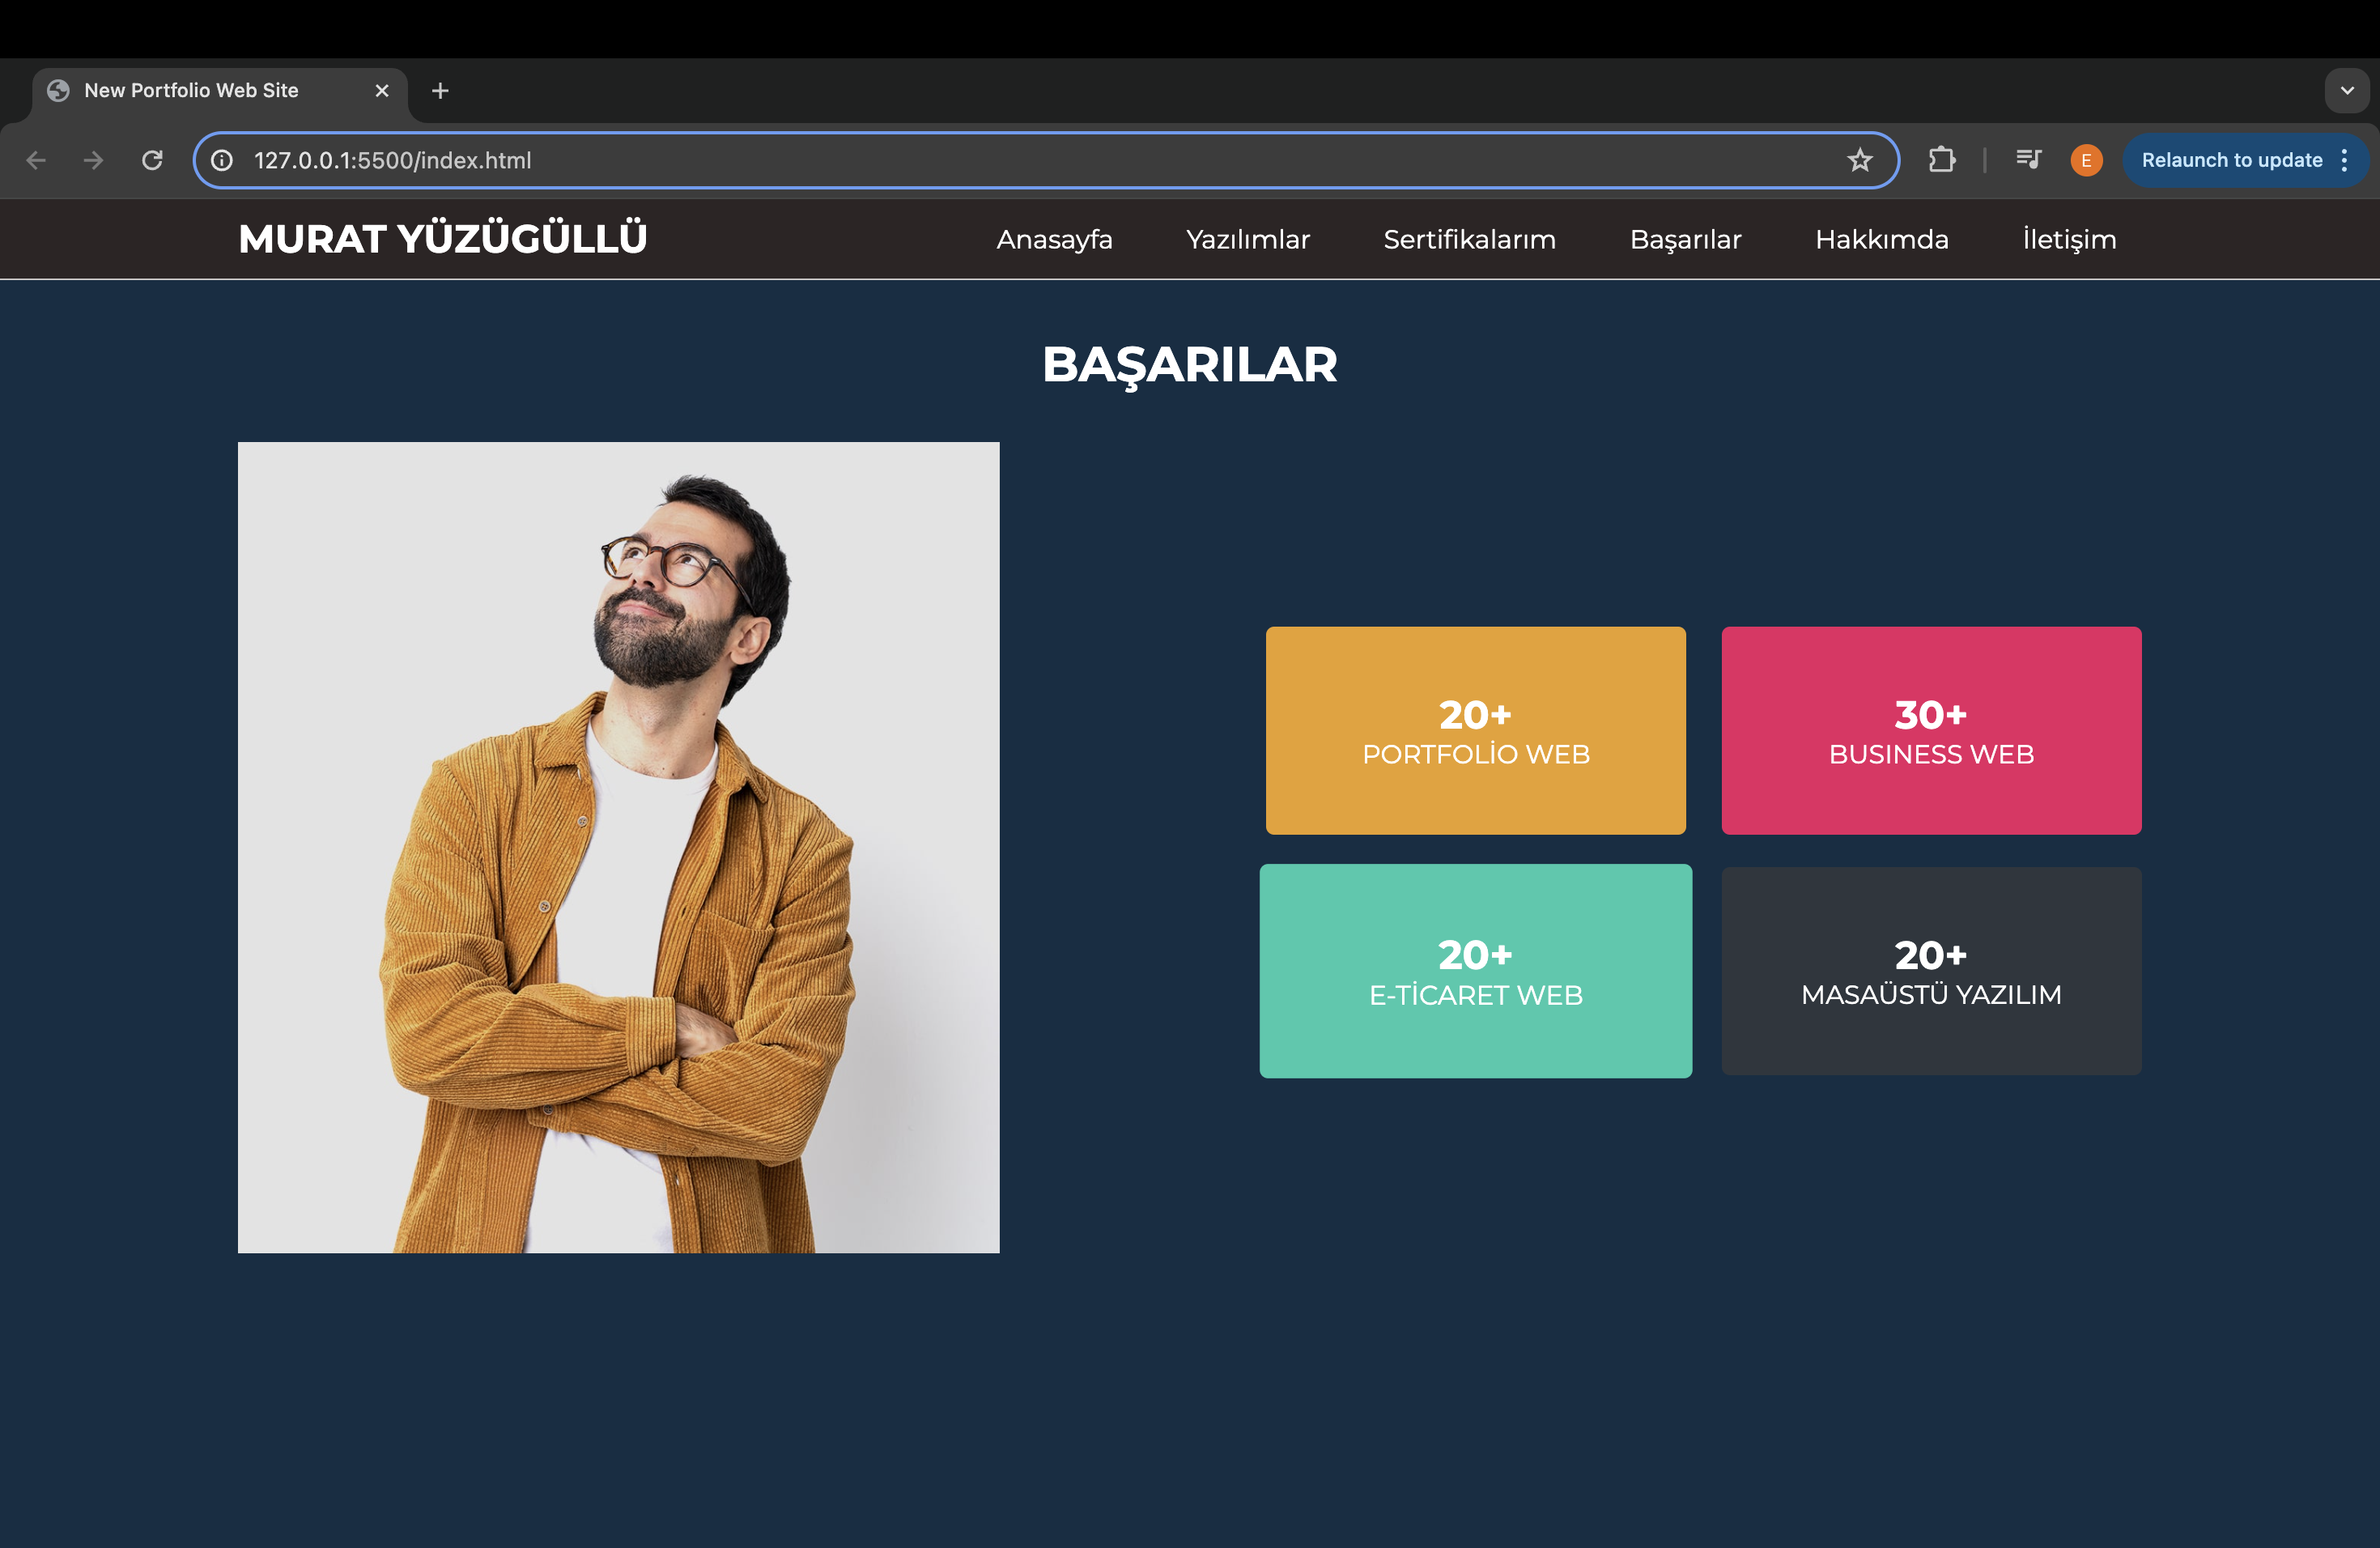 New Portfolio Web Site
127.0.0.1:5500/index.html
E
Relaunch to update
MURAT YÜZÜGÜLLÜ
Anasayfa Yazılımlar Sertifikalarım Başarılar Hakkımda İletişim
BAŞARILAR
20+
PORTFOLİO WEB
30+
BUSINESS WEB
20+
E-TİCARET WEB
20+
MASAÜSTÜ YAZILIM